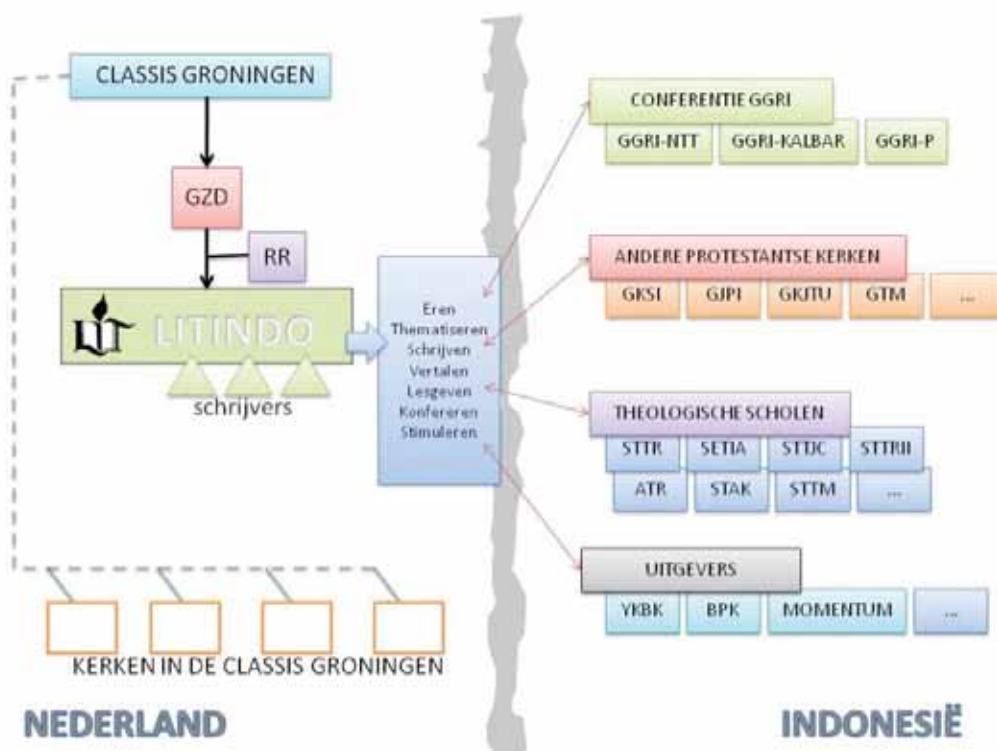 CLASSIS GRONINGEN
GZD
RR
LIT
LITINDO
schrijvers
Eren
Thematiseren
Schrijven
Vertalen
Lesgeven
Konfereren
Stimuleren
KERKEN IN DE CLASSIS GRONINGEN
NEDERLAND
CONFERENTIE GGRI
GGRI-NTT GGRI-KALBAR GGRI-P
ANDERE PROTESTANTSE KERKEN
GKSI GJPI GKJTU GTM ...
THEOLOGISCHE SCHOLEN
STTR SETIA STTJC STTRII
ATR STAK STTM ...
UITGEVERS
YKBK BPK MOMENTUM ...
INDONESIË